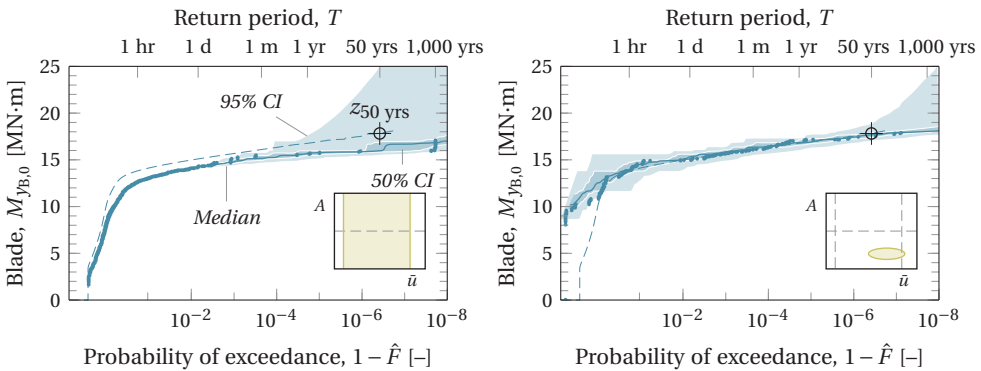 Return period, T
1 hr 1 d 1 m 1 yr 50 yrs 1,000 yrs
25
20
15
10
5
0
Blade, M_{y_{B,0}} [MN·m]
95% CI
z_{50 yrs}
50% CI
Median
A
ū
10^{-2} 10^{-4} 10^{-6} 10^{-8}
Probability of exceedance, 1 − F̂ [–]
Return period, T
1 hr 1 d 1 m 1 yr 50 yrs 1,000 yrs
25
20
15
10
5
0
Blade, M_{y_{B,0}} [MN·m]
A
ū
10^{-2} 10^{-4} 10^{-6} 10^{-8}
Probability of exceedance, 1 − F̂ [–]